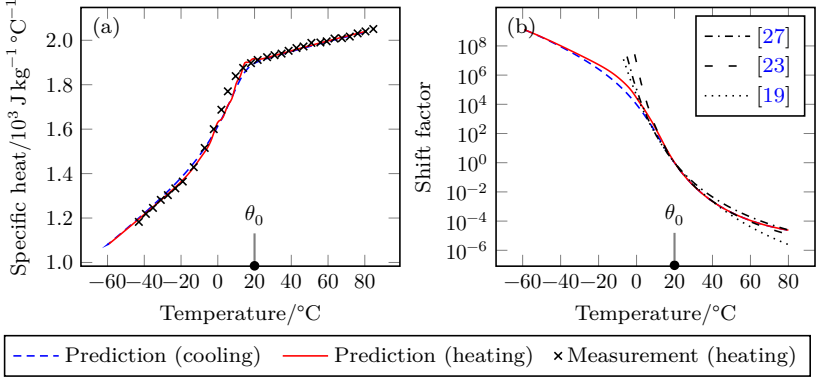 (a)
Specific heat/10³ J kg⁻¹ °C⁻¹
2.0
1.8
1.6
1.4
1.2
1.0
θ₀
−60 −40 −20 0 20 40 60 80
Temperature/°C
(b)
Shift factor
10⁸
10⁶
10⁴
10²
10⁰
10⁻²
10⁻⁴
10⁻⁶
[27]
[23]
[19]
θ₀
−60 −40 −20 0 20 40 60 80
Temperature/°C
Prediction (cooling) Prediction (heating) Measurement (heating)